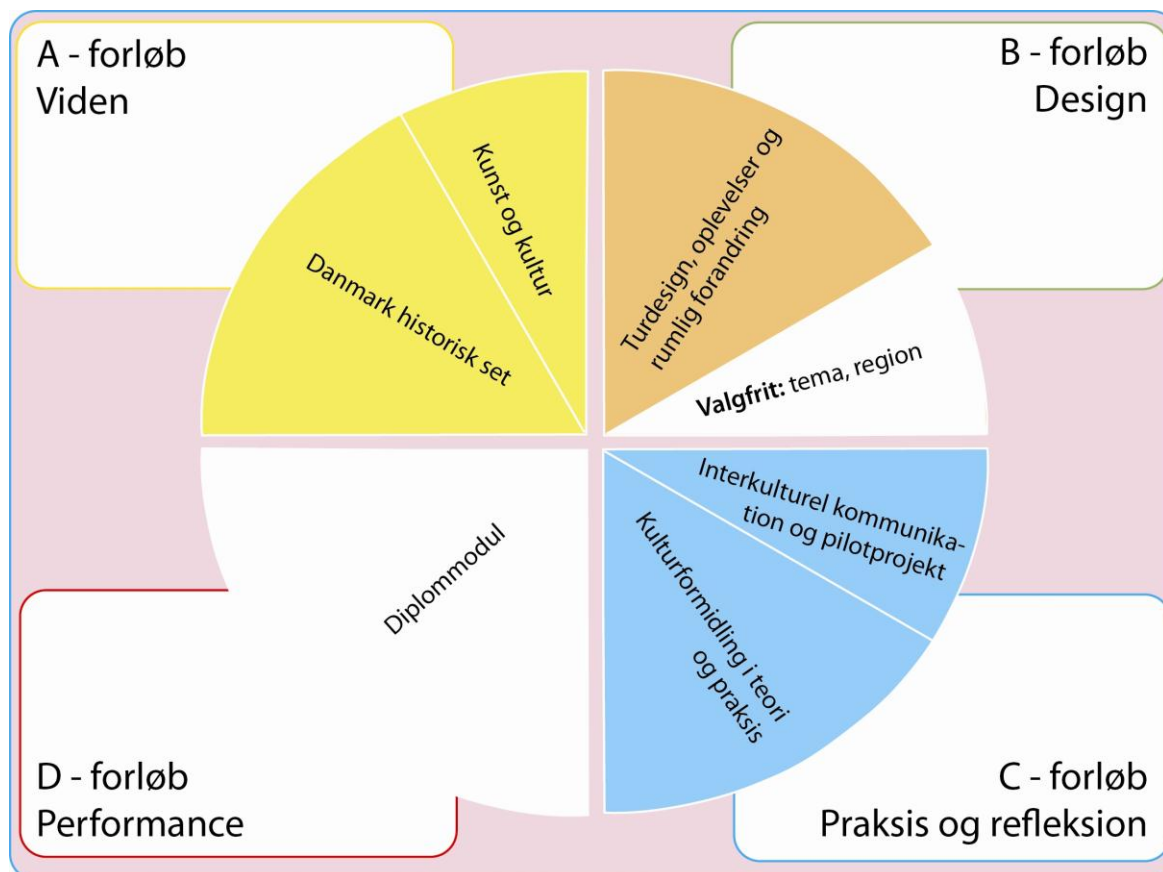 A - forløb
Viden
B - forløb
Design
Kunst og kultur
Danmark historisk set
Turdesign, oplevelser og
rumlig forandring
Valgfrit: tema, region
Interkulturel kommunika-
tion og pilotprojekt
Kulturformidling i teori
og praksis
Diplommodul
D - forløb
Performance
C - forløb
Praksis og refleksion